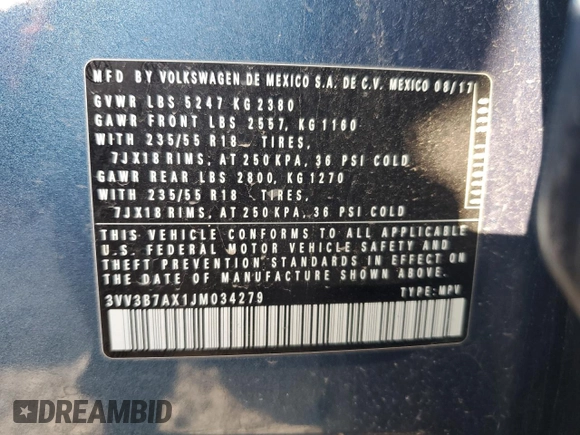 MFD BY VOLKSWAGEN DE MEXICO S.A. DE C.V. MEXICO 08/17
GVWR LBS 5247 KG 2380
GAWR FRONT LBS 2557, KG 1160
WITH 235/55 R18 TIRES,
7JX18 RIMS, AT 250 KPA, 36 PSI COLD
GAWR REAR LBS 2800, KG 1270
WITH 235/55 R18 TIRES,
7JX18 RIMS, AT 250 KPA, 36 PSI COLD
THIS VEHICLE CONFORMS TO ALL APPLICABLE
U.S. FEDERAL MOTOR VEHICLE SAFETY AND
THEFT PREVENTION STANDARDS IN EFFECT ON
THE DATE OF MANUFACTURE SHOWN ABOVE.
3VV3B7AX1JM034279 TYPE: MPV
DREAMBID